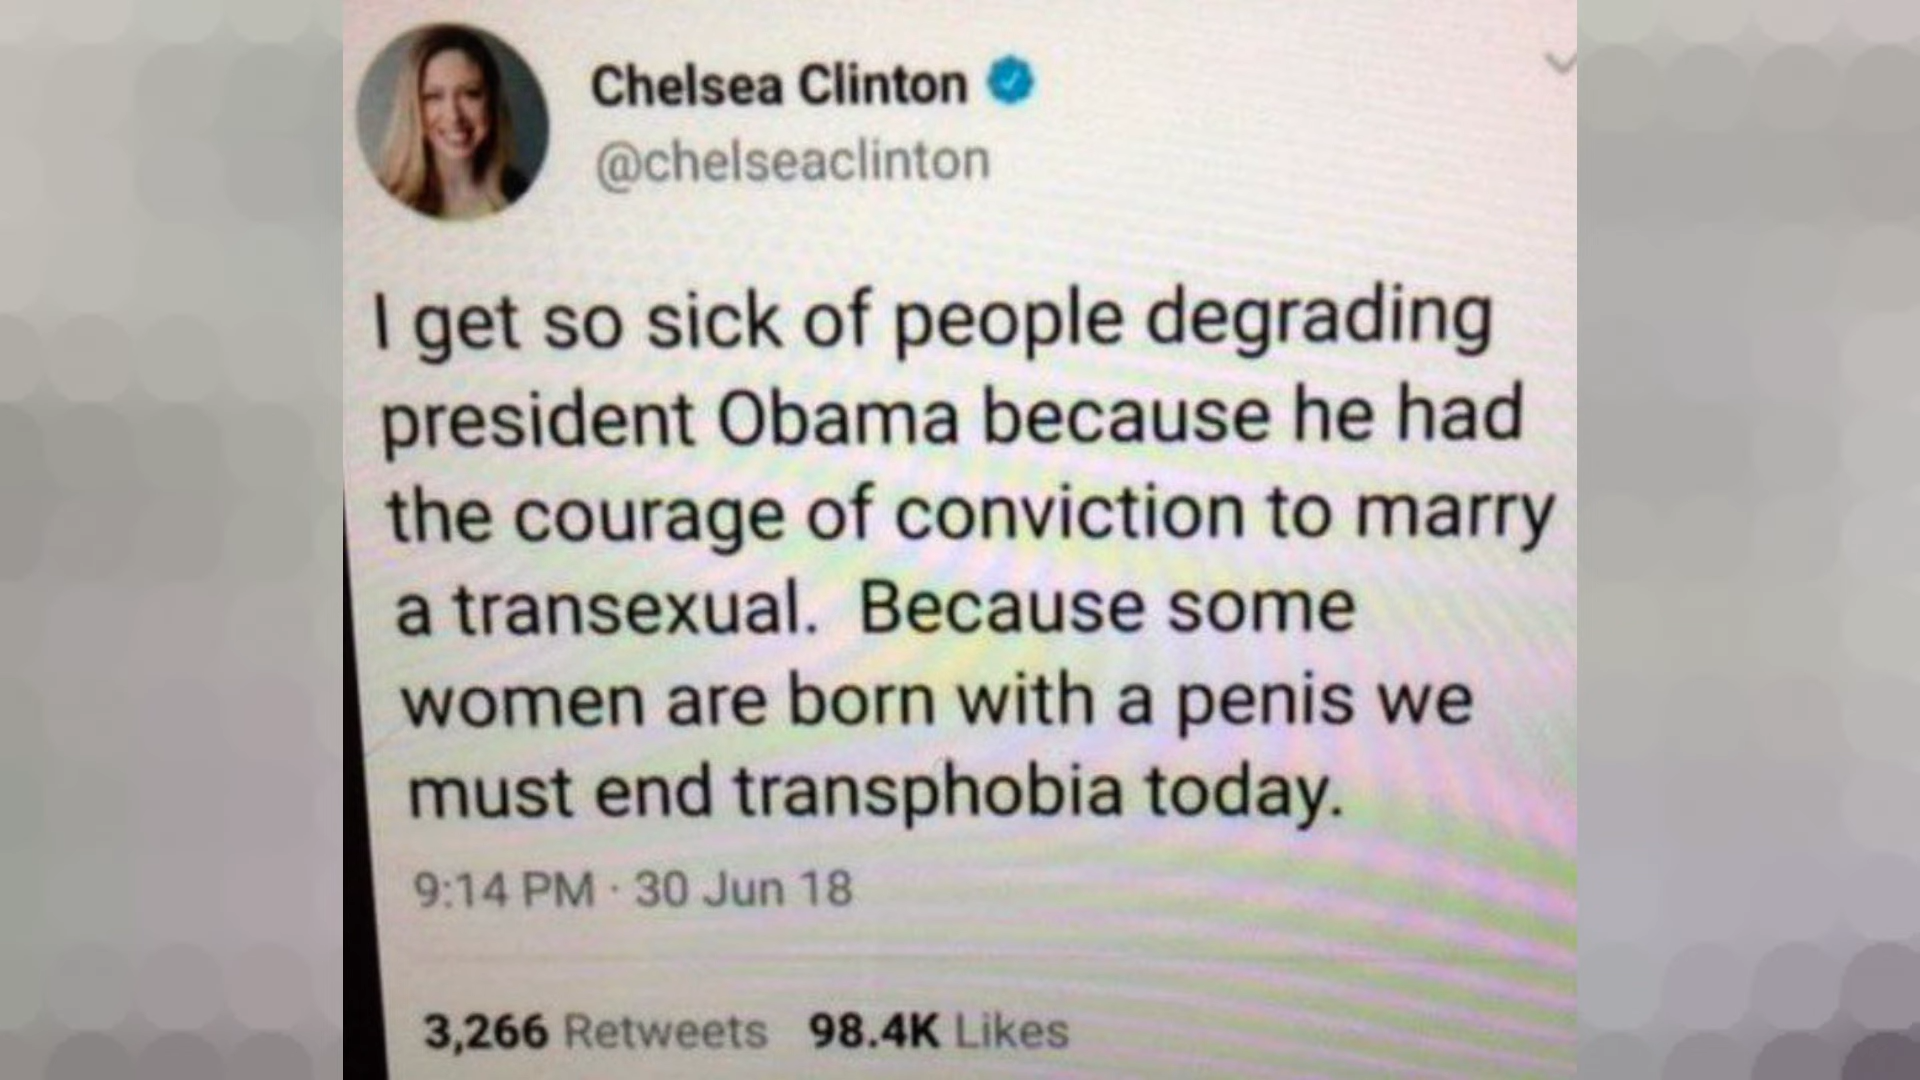 Chelsea Clinton
@chelseaclinton
I get so sick of people degrading
president Obama because he had
the courage of conviction to marry
a transexual.  Because some
women are born with a penis we
must end transphobia today.
9:14 PM · 30 Jun 18
3,266 Retweets 98.4K Likes